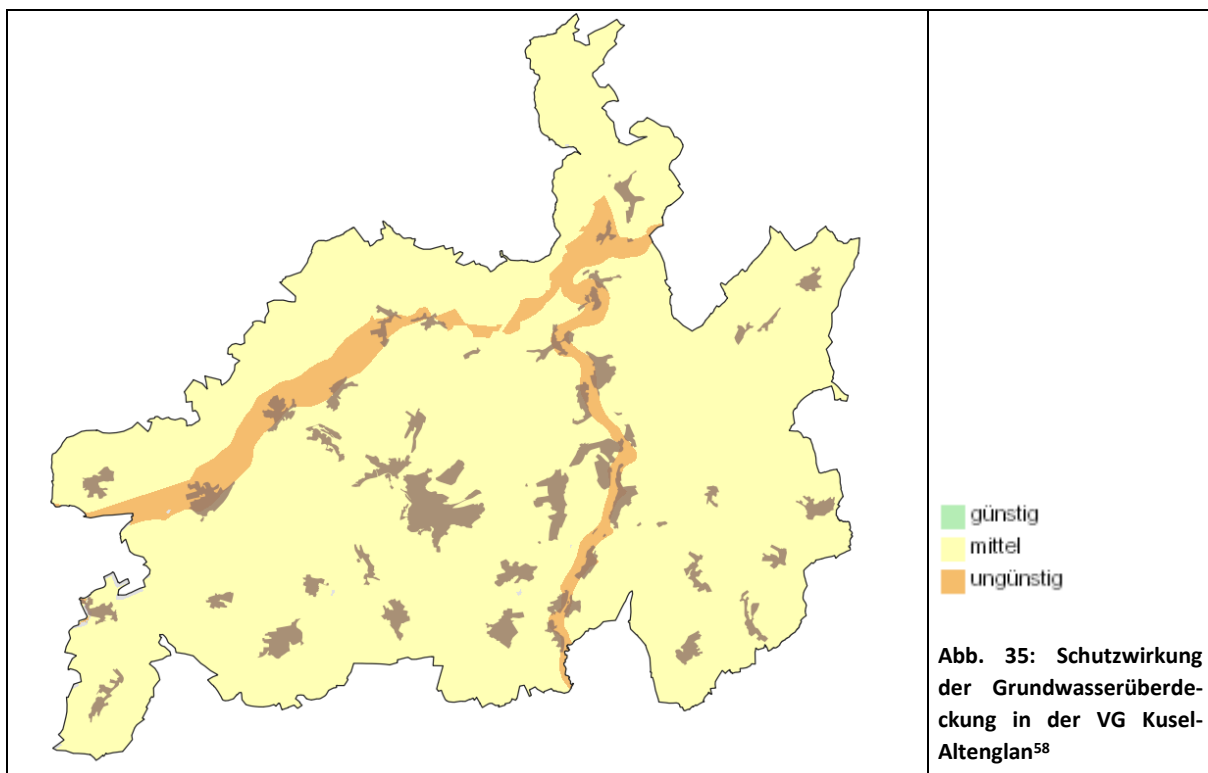 günstig
mittel
ungünstig
Abb. 35: Schutzwirkung
der Grundwasserüberde-
ckung in der VG Kusel-
Altenglan⁵⁸